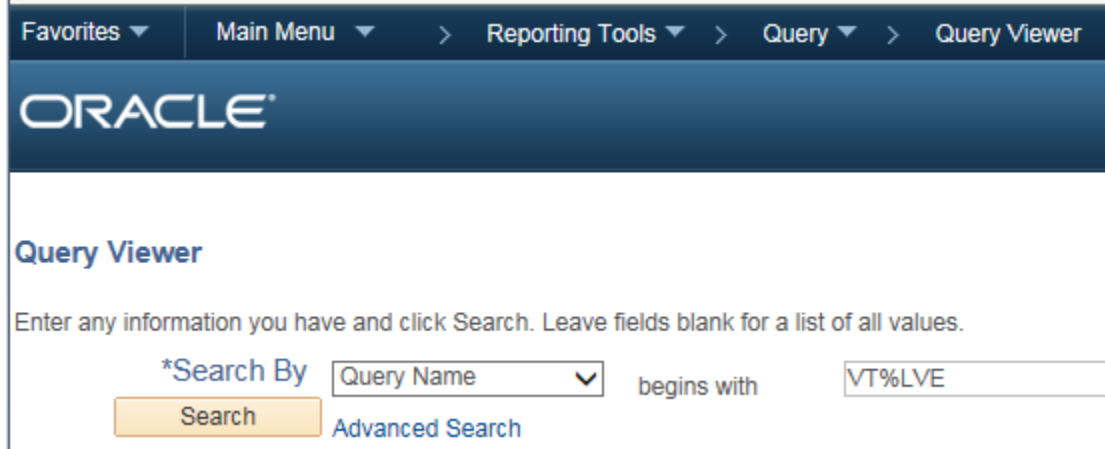 Favorites Main Menu > Reporting Tools > Query > Query Viewer
ORACLE
Query Viewer
Enter any information you have and click Search. Leave fields blank for a list of all values.
*Search By Query Name begins with VT%LVE
Search Advanced Search